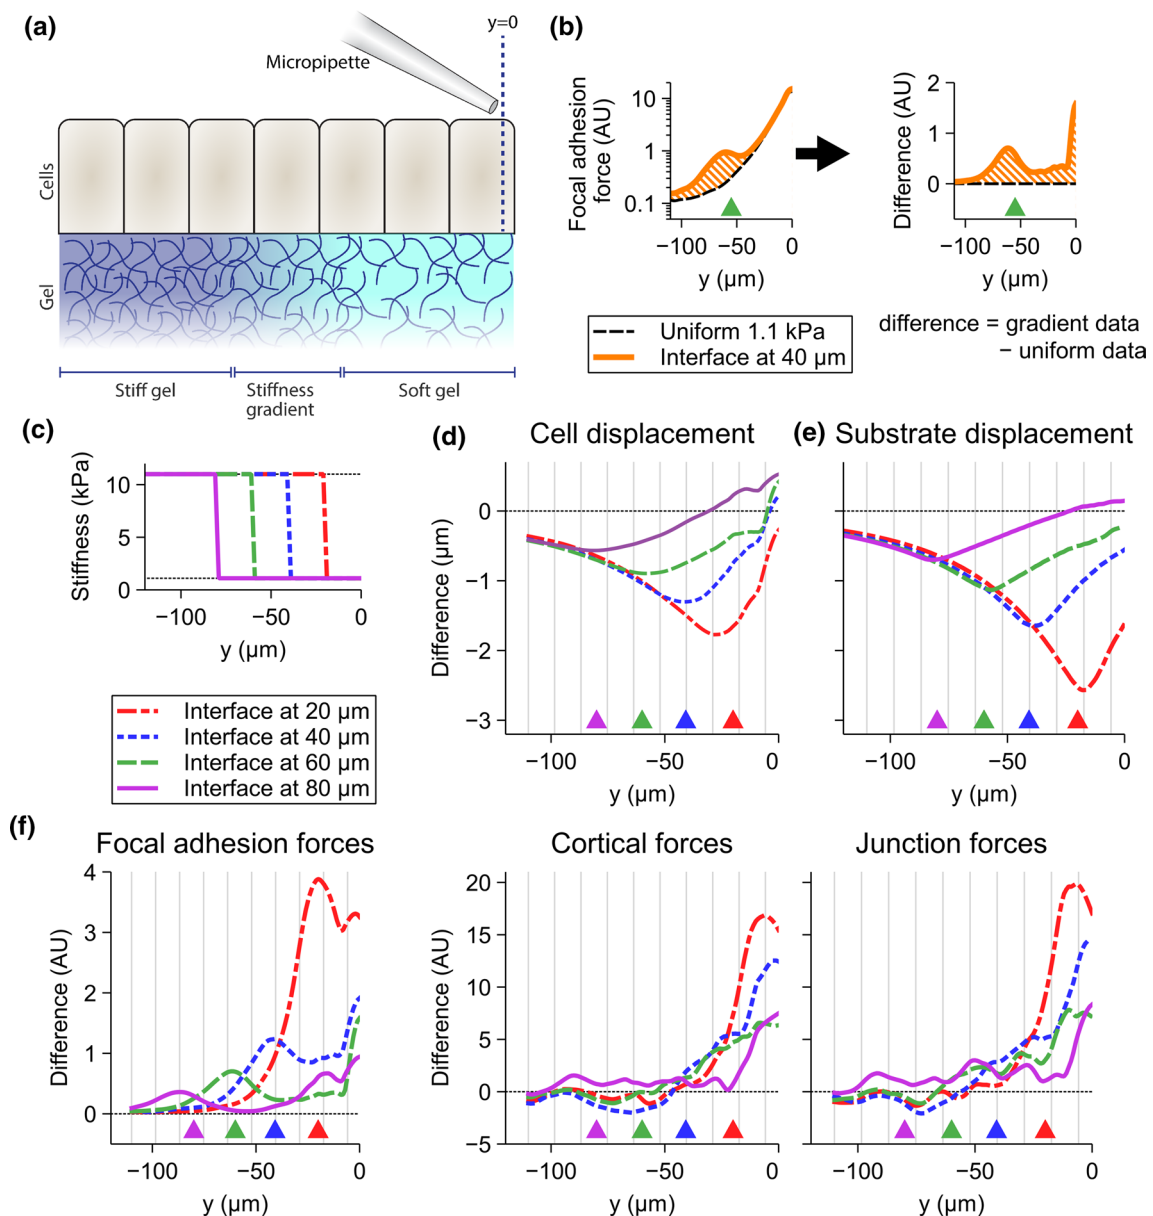 (a)
y=0
Micropipette
Cells
Gel
Stiff gel
Stiffness
gradient
Soft gel
(b)
Focal adhesion
force (AU)
10
1
0.1
−100
−50
0
y (µm)
Difference (AU)
2
1
0
−100
−50
0
y (µm)
Uniform 1.1 kPa
Interface at 40 µm
difference = gradient data
− uniform data
(c)
Stiffness (kPa)
10
5
0
−100
−50
0
y (µm)
Interface at 20 µm
Interface at 40 µm
Interface at 60 µm
Interface at 80 µm
(d)
Cell displacement
Difference (µm)
0
−1
−2
−3
−100
−50
0
y (µm)
(e)
Substrate displacement
−100
−50
0
y (µm)
(f)
Focal adhesion forces
Difference (AU)
4
3
2
1
0
−100
−50
0
y (µm)
Cortical forces
Difference (AU)
20
15
10
5
0
−5
−100
−50
0
y (µm)
Junction forces
−100
−50
0
y (µm)